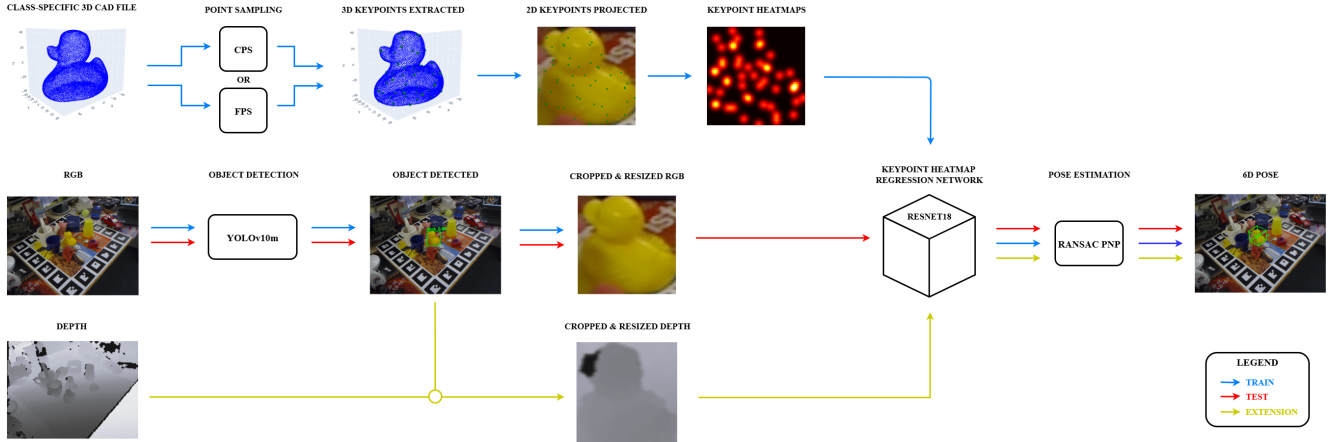 CLASS-SPECIFIC 3D CAD FILE
POINT SAMPLING
3D KEYPOINTS EXTRACTED
2D KEYPOINTS PROJECTED
KEYPOINT HEATMAPS
CPS
OR
FPS
RGB
OBJECT DETECTION
OBJECT DETECTED
CROPPED & RESIZED RGB
KEYPOINT HEATMAP
REGRESSION NETWORK
POSE ESTIMATION
6D POSE
YOLOv10m
RESNET18
RANSAC PNP
DEPTH
CROPPED & RESIZED DEPTH
LEGEND
TRAIN
TEST
EXTENSION